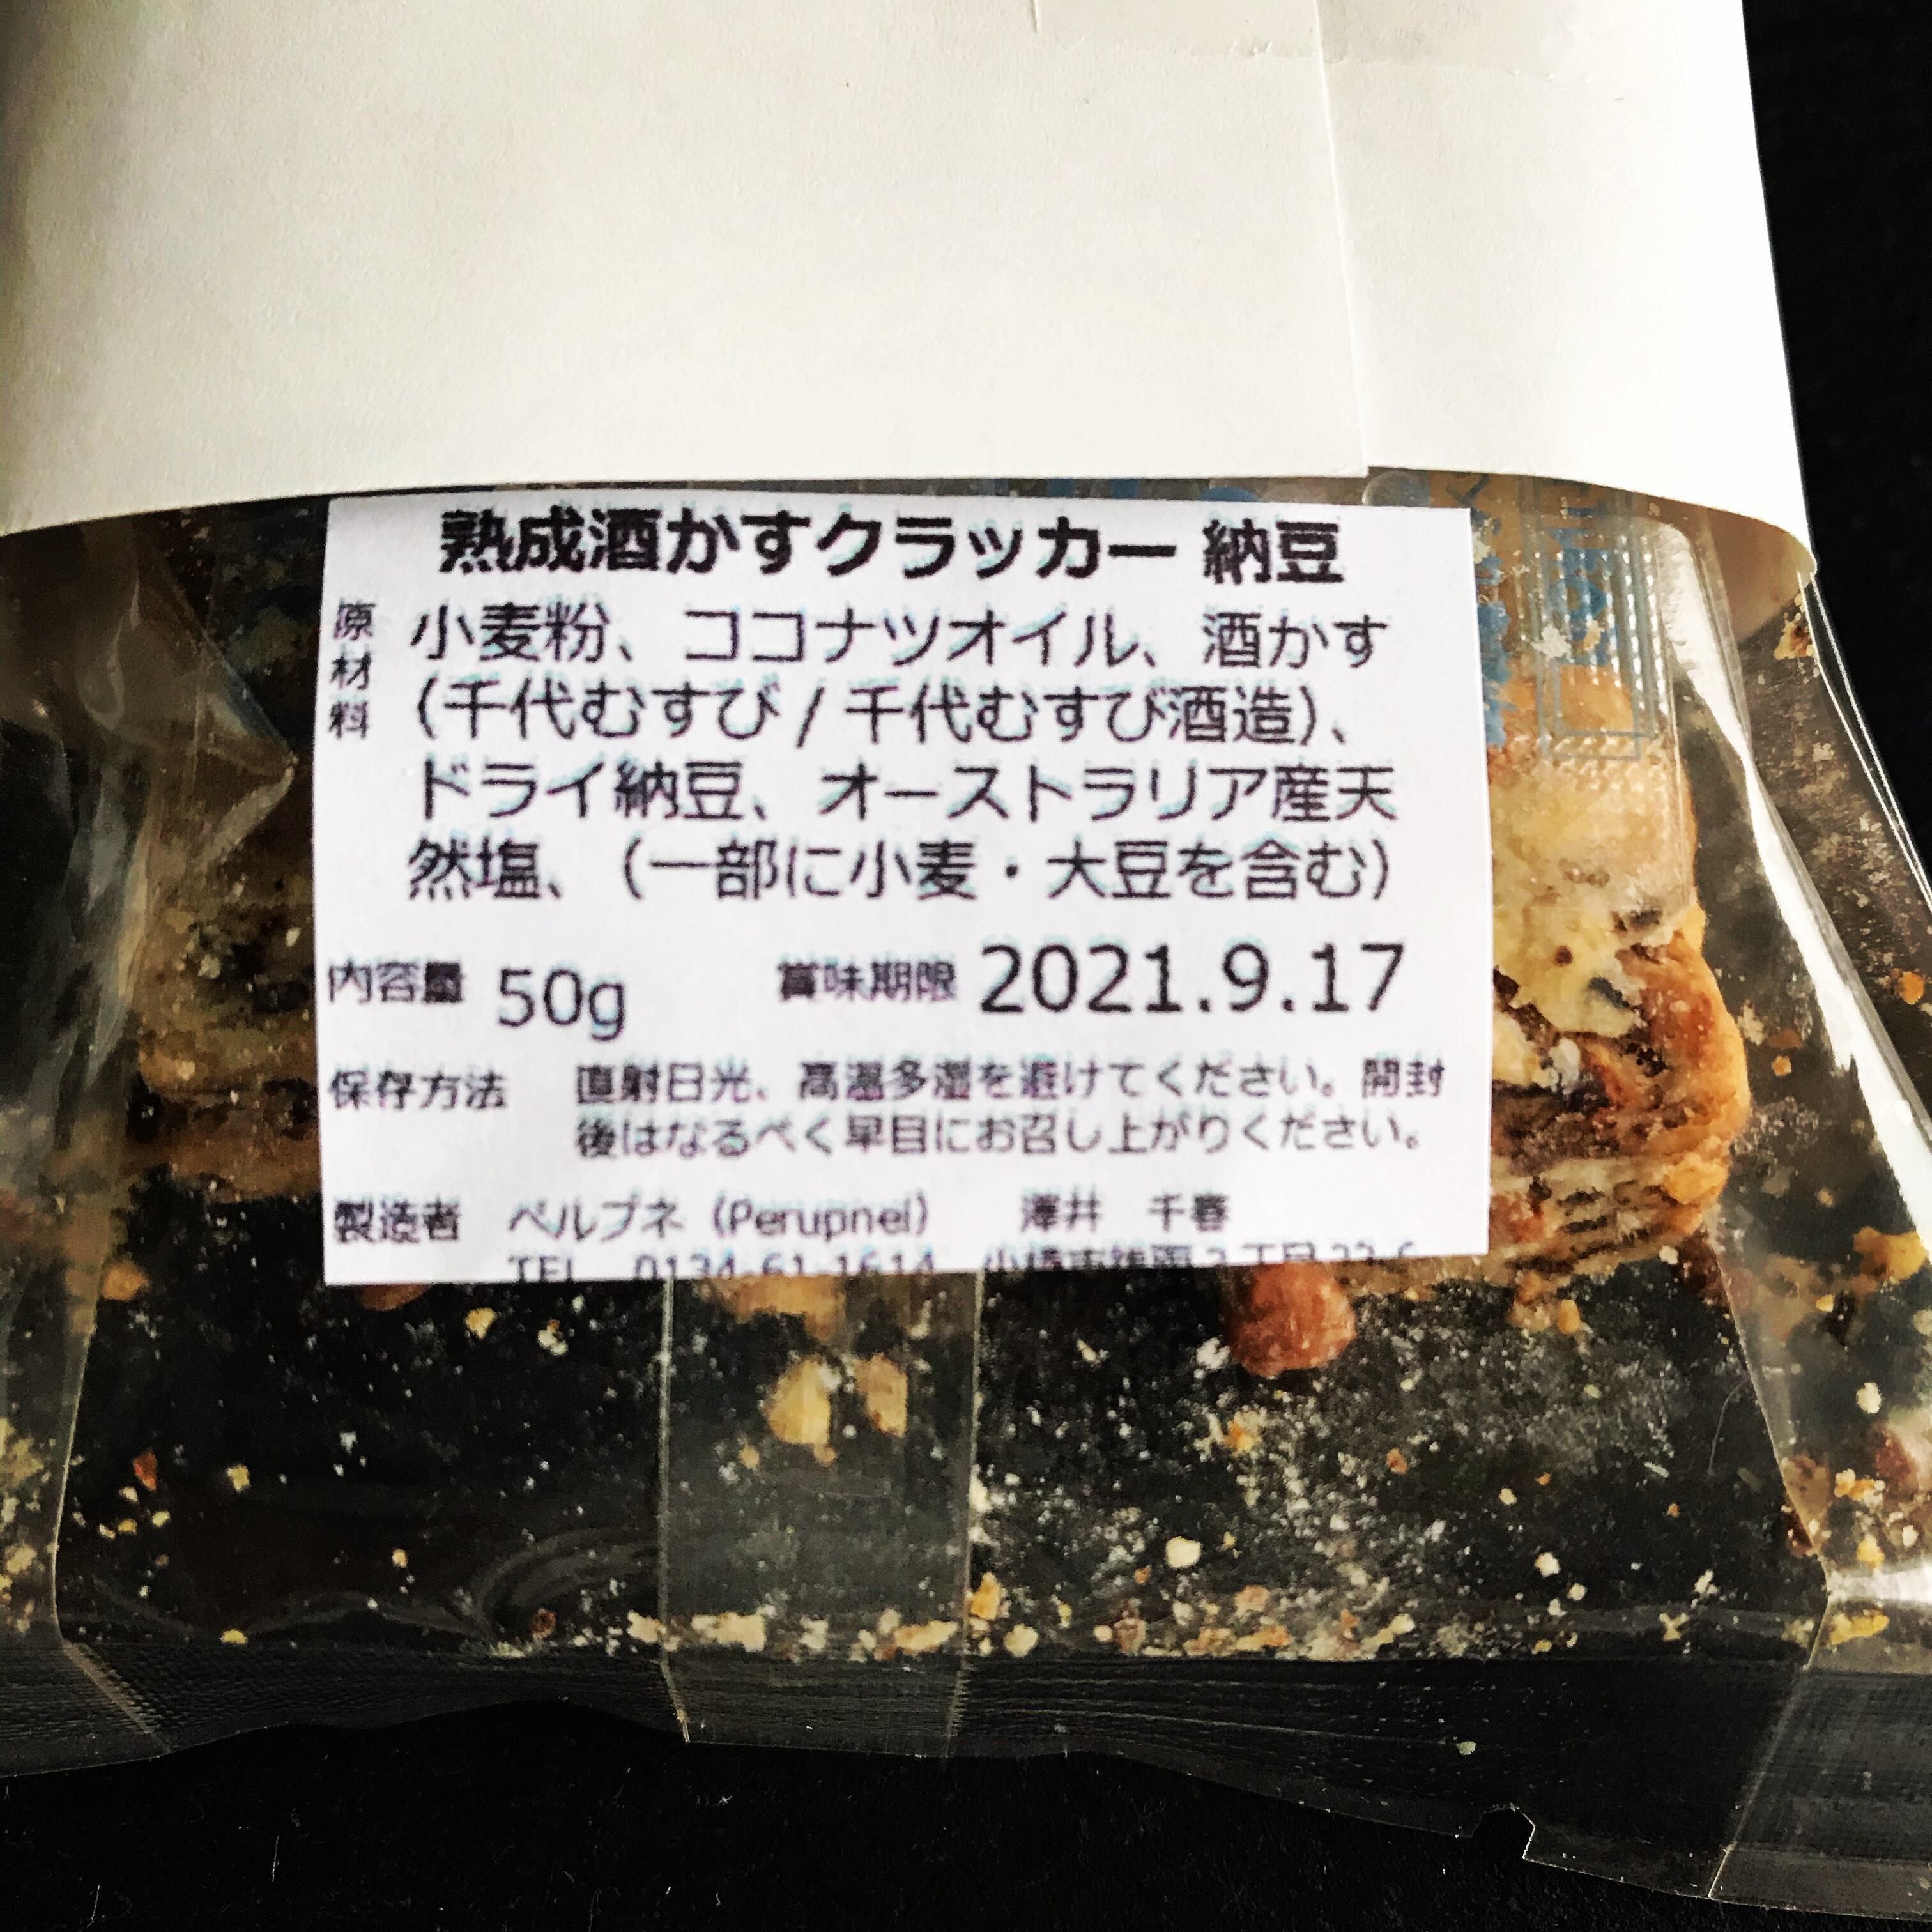 熟成酒かすクラッカー 納豆
原材料
小麦粉、ココナツオイル、酒かす
(千代むすび / 千代むすび酒造)、
ドライ納豆、オーストラリア産天
然塩、(一部に小麦・大豆を含む)
内容量 50g 賞味期限 2021.9.17
保存方法 直射日光、高温多湿を避けてください。開封
後はなるべく早目にお召し上がりください。
製造者 ペルプネ (Perupnei) 澤井 千春
TEL 0134-61-1614